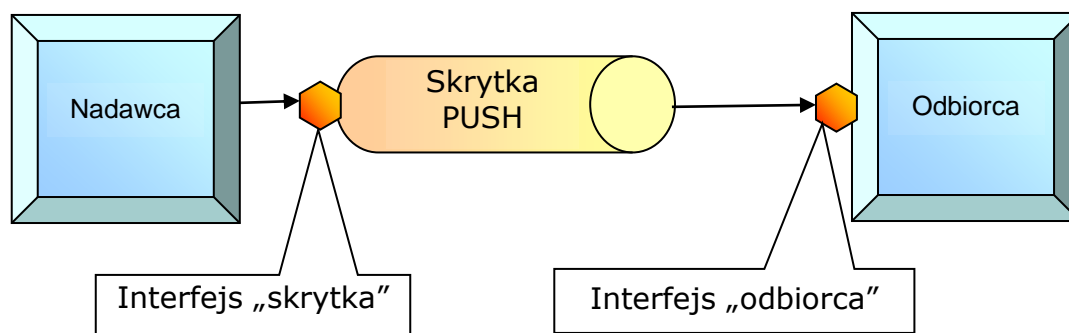 Nadawca
Skrytka
PUSH
Odbiorca
Interfejs „skrytka”
Interfejs „odbiorca”